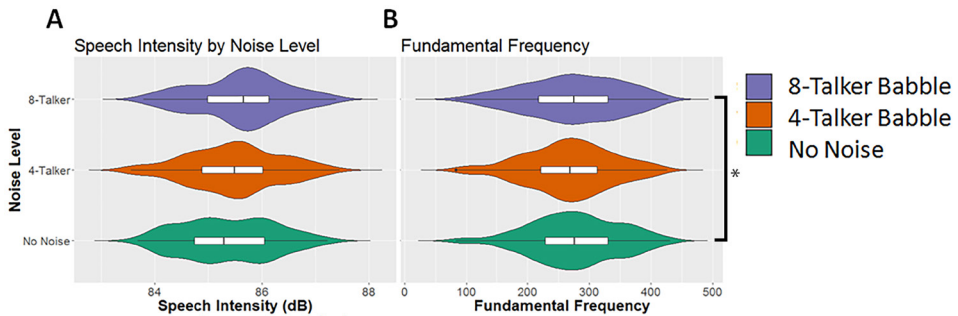 A
B
Speech Intensity by Noise Level
Fundamental Frequency
Noise Level
8-Talker
4-Talker
No Noise
84
86
88
Speech Intensity (dB)
0
100
200
300
400
500
Fundamental Frequency
*
8-Talker Babble
4-Talker Babble
No Noise